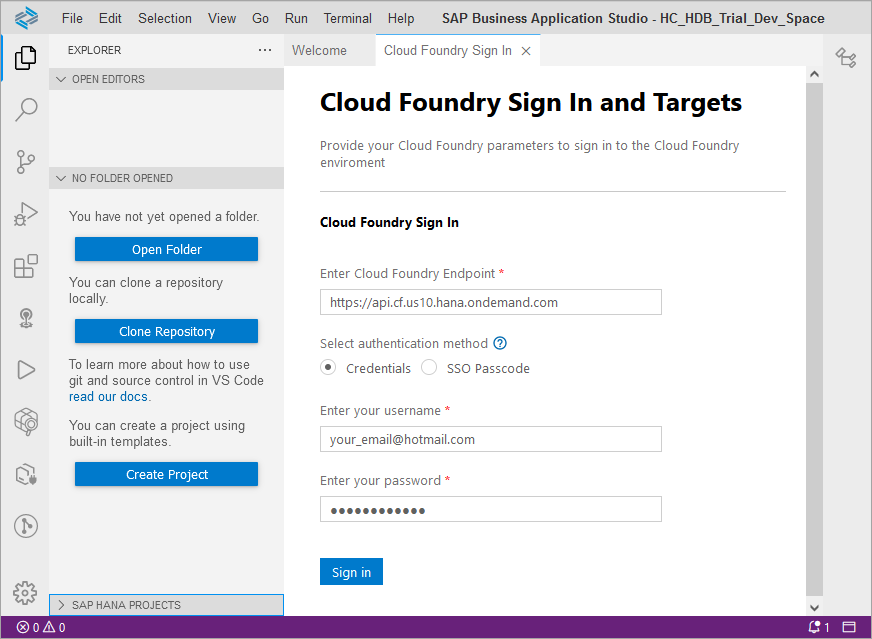 File Edit Selection View Go Run Terminal Help SAP Business Application Studio - HC_HDB_Trial_Dev_Space
EXPLORER
Welcome
Cloud Foundry Sign In
OPEN EDITORS
NO FOLDER OPENED
You have not yet opened a folder.
Open Folder
You can clone a repository
locally.
Clone Repository
To learn more about how to use
git and source control in VS Code
read our docs.
You can create a project using
built-in templates.
Create Project
SAP HANA PROJECTS
Cloud Foundry Sign In and Targets
Provide your Cloud Foundry parameters to sign in to the Cloud Foundry
enviroment
Cloud Foundry Sign In
Enter Cloud Foundry Endpoint *
https://api.cf.us10.hana.ondemand.com
Select authentication method
Credentials SSO Passcode
Enter your username *
your_email@hotmail.com
Enter your password *
●●●●●●●●●●●●
Sign in
0 0 1